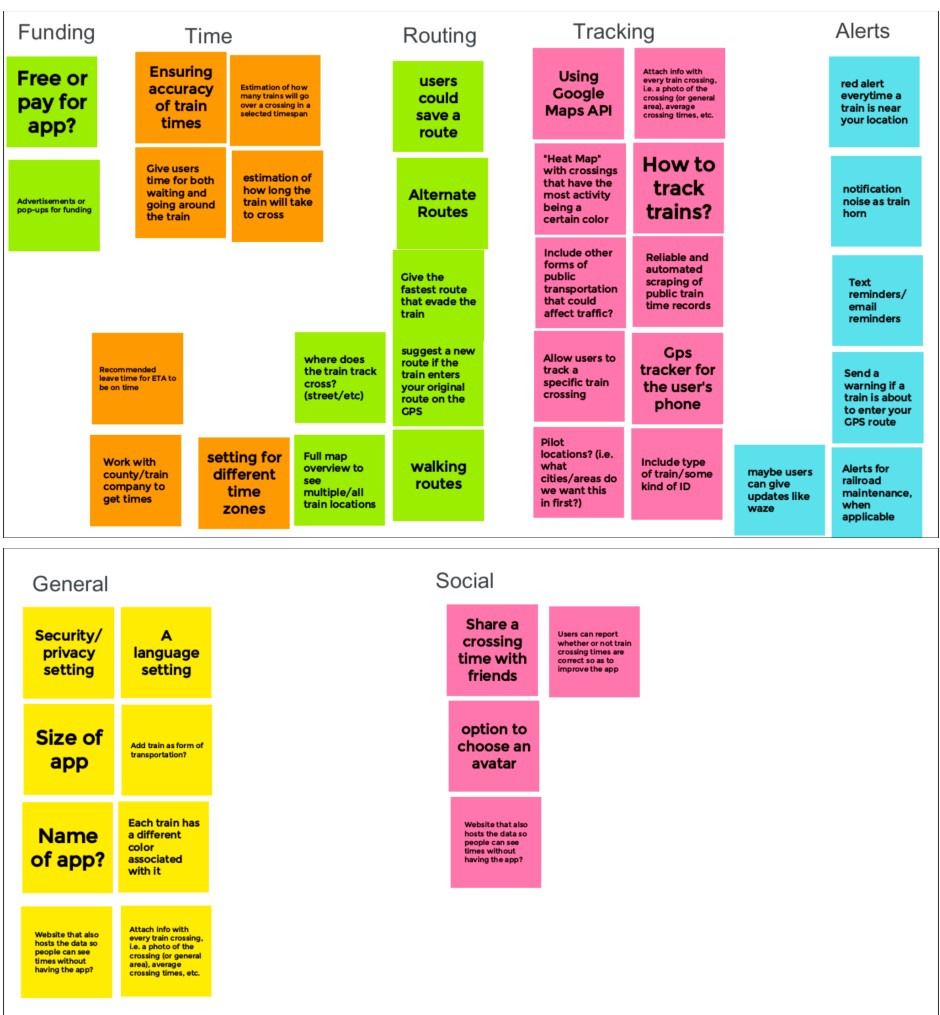 Funding
Time
Routing
Tracking
Alerts
Free or
pay for
app?
Advertisements or
pop-ups for funding
Ensuring
accuracy
of train
times
Estimation of how
many trains will go
over a crossing in a
selected timespan
Give users
time for both
waiting and
going around
the train
estimation
of how long the
train will take
to cross
Recommended
leave time for ETA to
be on time
Work with
county/train
company to
get times
setting for
different
time
zones
users
could
save a
route
Alternate
Routes
Give the
fastest route
that evade the
train
where does
the train track
cross?
(street/etc)
suggest a new
route if the
train enters
your original
route on the
GPS
Full map
overview to
see
multiple/all
train locations
walking
routes
Using
Google
Maps API
Attach info with
every train crossing,
i.e. a photo of the
crossing (or general
area), average
crossing times, etc.
"Heat Map"
with crossings
that have the
most activity
being a
certain color
How to
track
trains?
Include other
forms of
public
transportation
that could
affect traffic?
Reliable and
automated
scraping of
public train
time records
Allow users to
track a
specific train
crossing
Gps
tracker for
the user's
phone
Pilot
locations? (i.e.
what
cities/areas do
we want this
in first?)
Include type
of train/some
kind of ID
red alert
everytime a
train is near
your location
notification
noise as train
horn
Text
reminders/
email
reminders
Send a
warning if a
train is about
to enter your
GPS route
maybe users
can give
updates like
waze
Alerts for
railroad
maintenance,
when
applicable
General
Social
Security/
privacy
setting
A
language
setting
Size of
app
Add train as form of
transportation?
Name
of app?
Each train has
a different
color
associated
with it
Website that also
hosts the data so
people can see
times without
having the app?
Attach info with
every train crossing,
i.e. a photo of the
crossing (or general
area), average
crossing times, etc.
Share a
crossing
time with
friends
Users can report
whether or not train
crossing times are
correct so as to
improve the app
option to
choose an
avatar
Website that also
hosts the data so
people can see
times without
having the app?